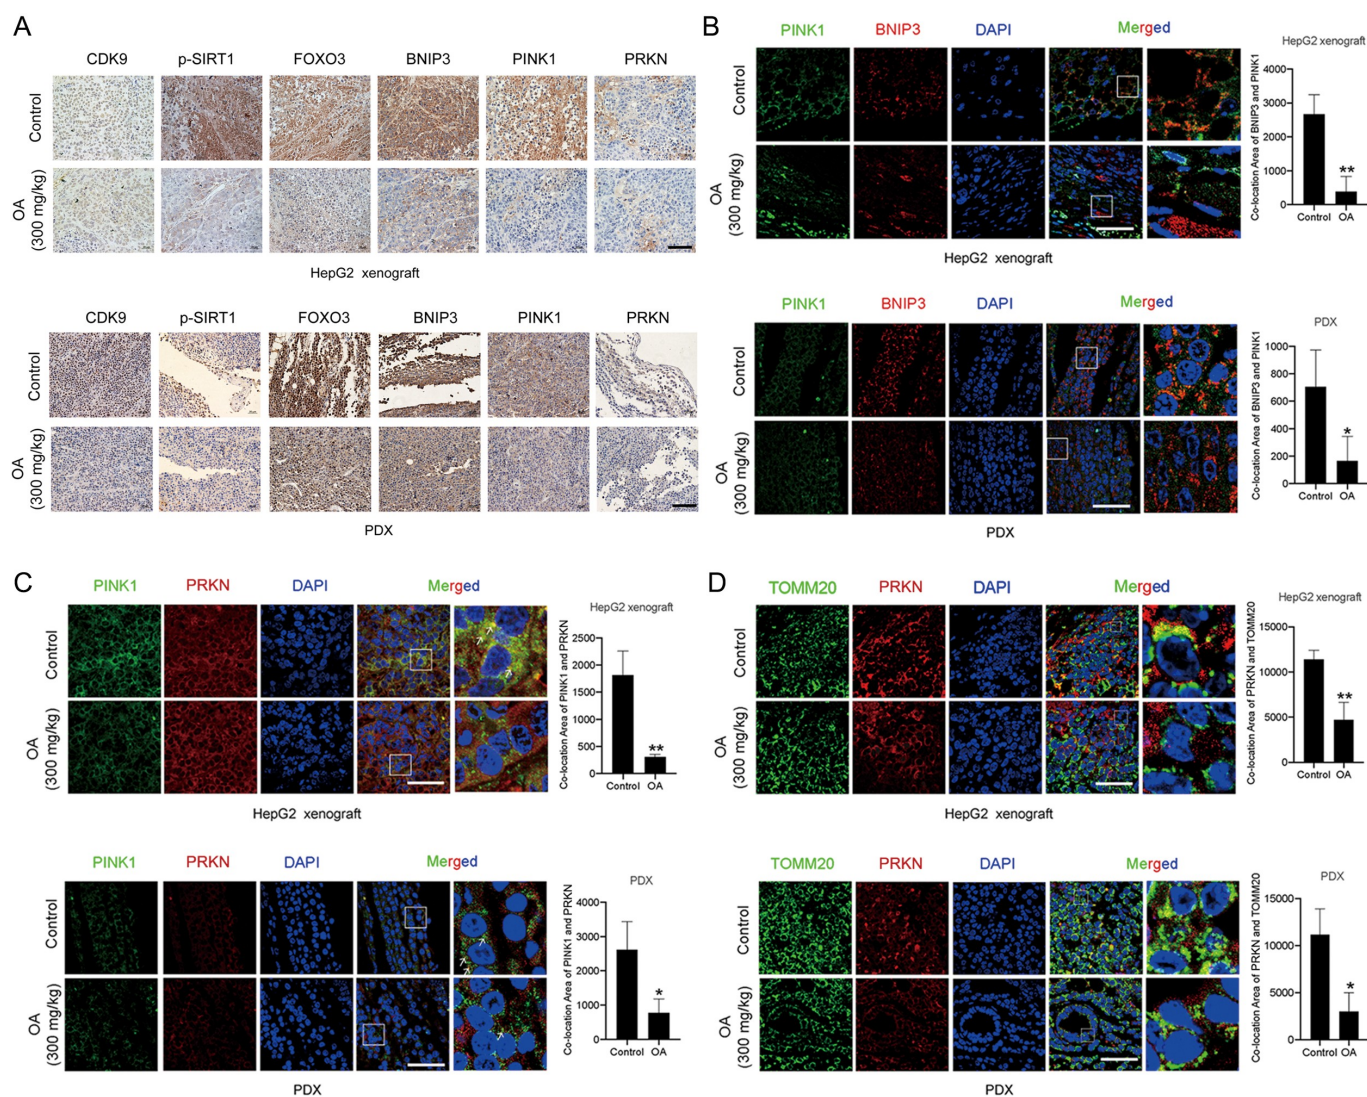 A
CDK9 p-SIRT1 FOXO3 BNIP3 PINK1 PRKN
Control
OA
(300 mg/kg)
HepG2 xenograft
CDK9 p-SIRT1 FOXO3 BNIP3 PINK1 PRKN
Control
OA
(300 mg/kg)
PDX
B
PINK1 BNIP3 DAPI Merged
Control
OA
(300 mg/kg)
HepG2 xenograft
HepG2 xenograft
Co-location Area of BNIP3 and PINK1
4000
3000
2000
1000
0
**
Control OA
PINK1 BNIP3 DAPI Merged
Control
OA
(300 mg/kg)
PDX
PDX
Co-location Area of BNIP3 and PINK1
1000
800
600
400
200
0
*
Control OA
C
PINK1 PRKN DAPI Merged
Control
OA
(300 mg/kg)
HepG2 xenograft
HepG2 xenograft
Co-location Area of PINK1 and PRKN
2500
2000
1500
1000
500
0
**
Control OA
PINK1 PRKN DAPI Merged
Control
OA
(300 mg/kg)
PDX
PDX
Co-location Area of PINK1 and PRKN
4000
3000
2000
1000
0
*
Control OA
D
TOMM20 PRKN DAPI Merged
Control
OA
(300 mg/kg)
HepG2 xenograft
HepG2 xenograft
Co-location Area of PRKN and TOMM20
15000
10000
5000
0
**
Control OA
TOMM20 PRKN DAPI Merged
Control
OA
(300 mg/kg)
PDX
PDX
Co-location Area of PRKN and TOMM20
15000
10000
5000
0
*
Control OA